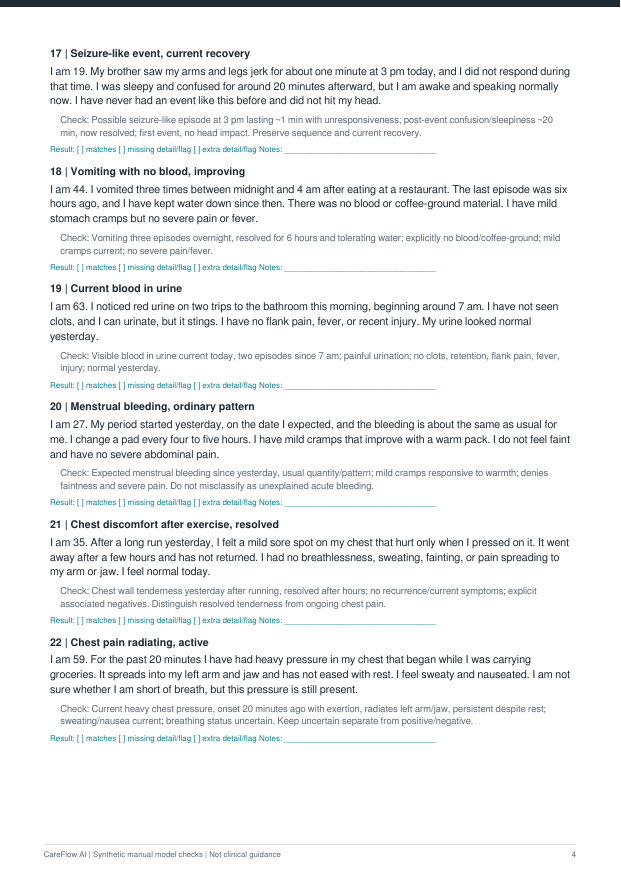 17 | Seizure-like event, current recovery
I am 19. My brother saw my arms and legs jerk for about one minute at 3 pm today, and I did not respond during
that time. I was sleepy and confused for around 20 minutes afterward, but I am awake and speaking normally
now. I have never had an event like this before and did not hit my head.
Check: Possible seizure-like episode at 3 pm lasting ~1 min with unresponsiveness; post-event confusion/sleepiness ~20
min, now resolved; first event, no head impact. Preserve sequence and current recovery.
Result: [ ] matches [ ] missing detail/flag [ ] extra detail/flag Notes: ________________________________
18 | Vomiting with no blood, improving
I am 44. I vomited three times between midnight and 4 am after eating at a restaurant. The last episode was six
hours ago, and I have kept water down since then. There was no blood or coffee-ground material. I have mild
stomach cramps but no severe pain or fever.
Check: Vomiting three episodes overnight, resolved for 6 hours and tolerating water; explicitly no blood/coffee-ground; mild
cramps current; no severe pain/fever.
Result: [ ] matches [ ] missing detail/flag [ ] extra detail/flag Notes: ________________________________
19 | Current blood in urine
I am 63. I noticed red urine on two trips to the bathroom this morning, beginning around 7 am. I have not seen
clots, and I can urinate, but it stings. I have no flank pain, fever, or recent injury. My urine looked normal
yesterday.
Check: Visible blood in urine current today, two episodes since 7 am; painful urination; no clots, retention, flank pain, fever,
injury; normal yesterday.
Result: [ ] matches [ ] missing detail/flag [ ] extra detail/flag Notes: ________________________________
20 | Menstrual bleeding, ordinary pattern
I am 27. My period started yesterday, on the date I expected, and the bleeding is about the same as usual for
me. I change a pad every four to five hours. I have mild cramps that improve with a warm pack. I do not feel faint
and have no severe abdominal pain.
Check: Expected menstrual bleeding since yesterday, usual quantity/pattern; mild cramps responsive to warmth; denies
faintness and severe pain. Do not misclassify as unexplained acute bleeding.
Result: [ ] matches [ ] missing detail/flag [ ] extra detail/flag Notes: ________________________________
21 | Chest discomfort after exercise, resolved
I am 35. After a long run yesterday, I felt a mild sore spot on my chest that hurt only when I pressed on it. It went
away after a few hours and has not returned. I had no breathlessness, sweating, fainting, or pain spreading to
my arm or jaw. I feel normal today.
Check: Chest wall tenderness yesterday after running, resolved after hours; no recurrence/current symptoms; explicit
associated negatives. Distinguish resolved tenderness from ongoing chest pain.
Result: [ ] matches [ ] missing detail/flag [ ] extra detail/flag Notes: ________________________________
22 | Chest pain radiating, active
I am 59. For the past 20 minutes I have had heavy pressure in my chest that began while I was carrying
groceries. It spreads into my left arm and jaw and has not eased with rest. I feel sweaty and nauseated. I am not
sure whether I am short of breath, but this pressure is still present.
Check: Current heavy chest pressure, onset 20 minutes ago with exertion, radiates left arm/jaw, persistent despite rest;
sweating/nausea current; breathing status uncertain. Keep uncertain separate from positive/negative.
Result: [ ] matches [ ] missing detail/flag [ ] extra detail/flag Notes: ________________________________
CareFlow AI | Synthetic manual model checks | Not clinical guidance
4